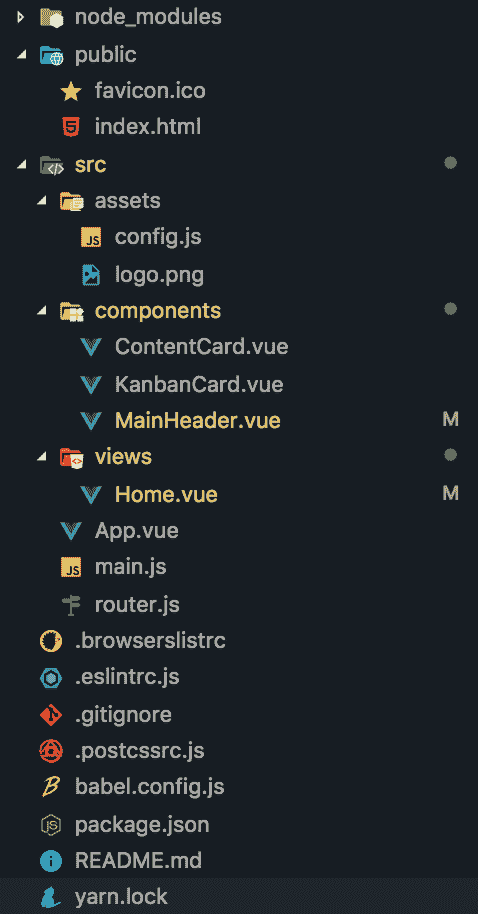 node_modules
public
favicon.ico
index.html
src
assets
config.js
logo.png
components
ContentCard.vue
KanbanCard.vue
MainHeader.vue M
views
Home.vue M
App.vue
main.js
router.js
.browserslistrc
.eslintrc.js
.gitignore
.postcssrc.js
babel.config.js
package.json
README.md
yarn.lock